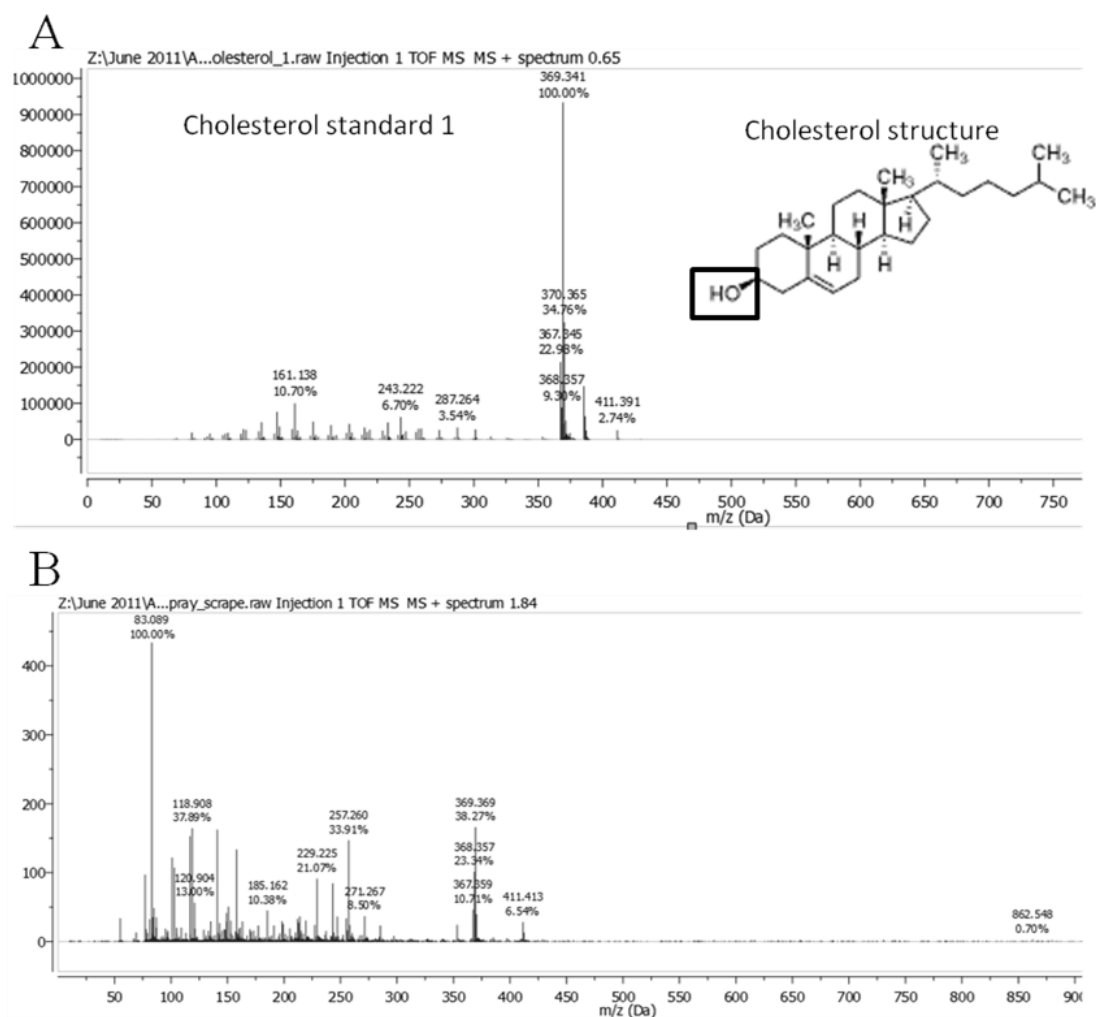 A
Z:\June 2011\A...olesterol_1.raw Injection 1 TOF MS MS + spectrum 0.65
1000000
900000
800000
700000
600000
500000
400000
300000
200000
100000
0
Cholesterol standard 1
369.341
100.00%
370.365
34.76%
367.345
22.98%
368.357
9.30%
161.138
10.70%
243.222
6.70%
287.264
3.54%
411.391
2.74%
Cholesterol structure
CH₃
CH₃
CH₃
CH₃
H₃C
H
H
H
H
HO
0 50 100 150 200 250 300 350 400 450 500 550 600 650 700 750
m/z (Da)
B
Z:\June 2011\A...pray_scrape.raw Injection 1 TOF MS MS + spectrum 1.84
400
300
200
100
0
83.089
100.00%
118.908
37.89%
120.904
13.00%
185.162
10.38%
229.225
21.07%
257.260
33.91%
271.267
8.50%
369.369
38.27%
368.357
23.34%
367.359
10.71%
411.413
6.54%
862.548
0.70%
50 100 150 200 250 300 350 400 450 500 550 600 650 700 750 800 850 900
m/z (Da)